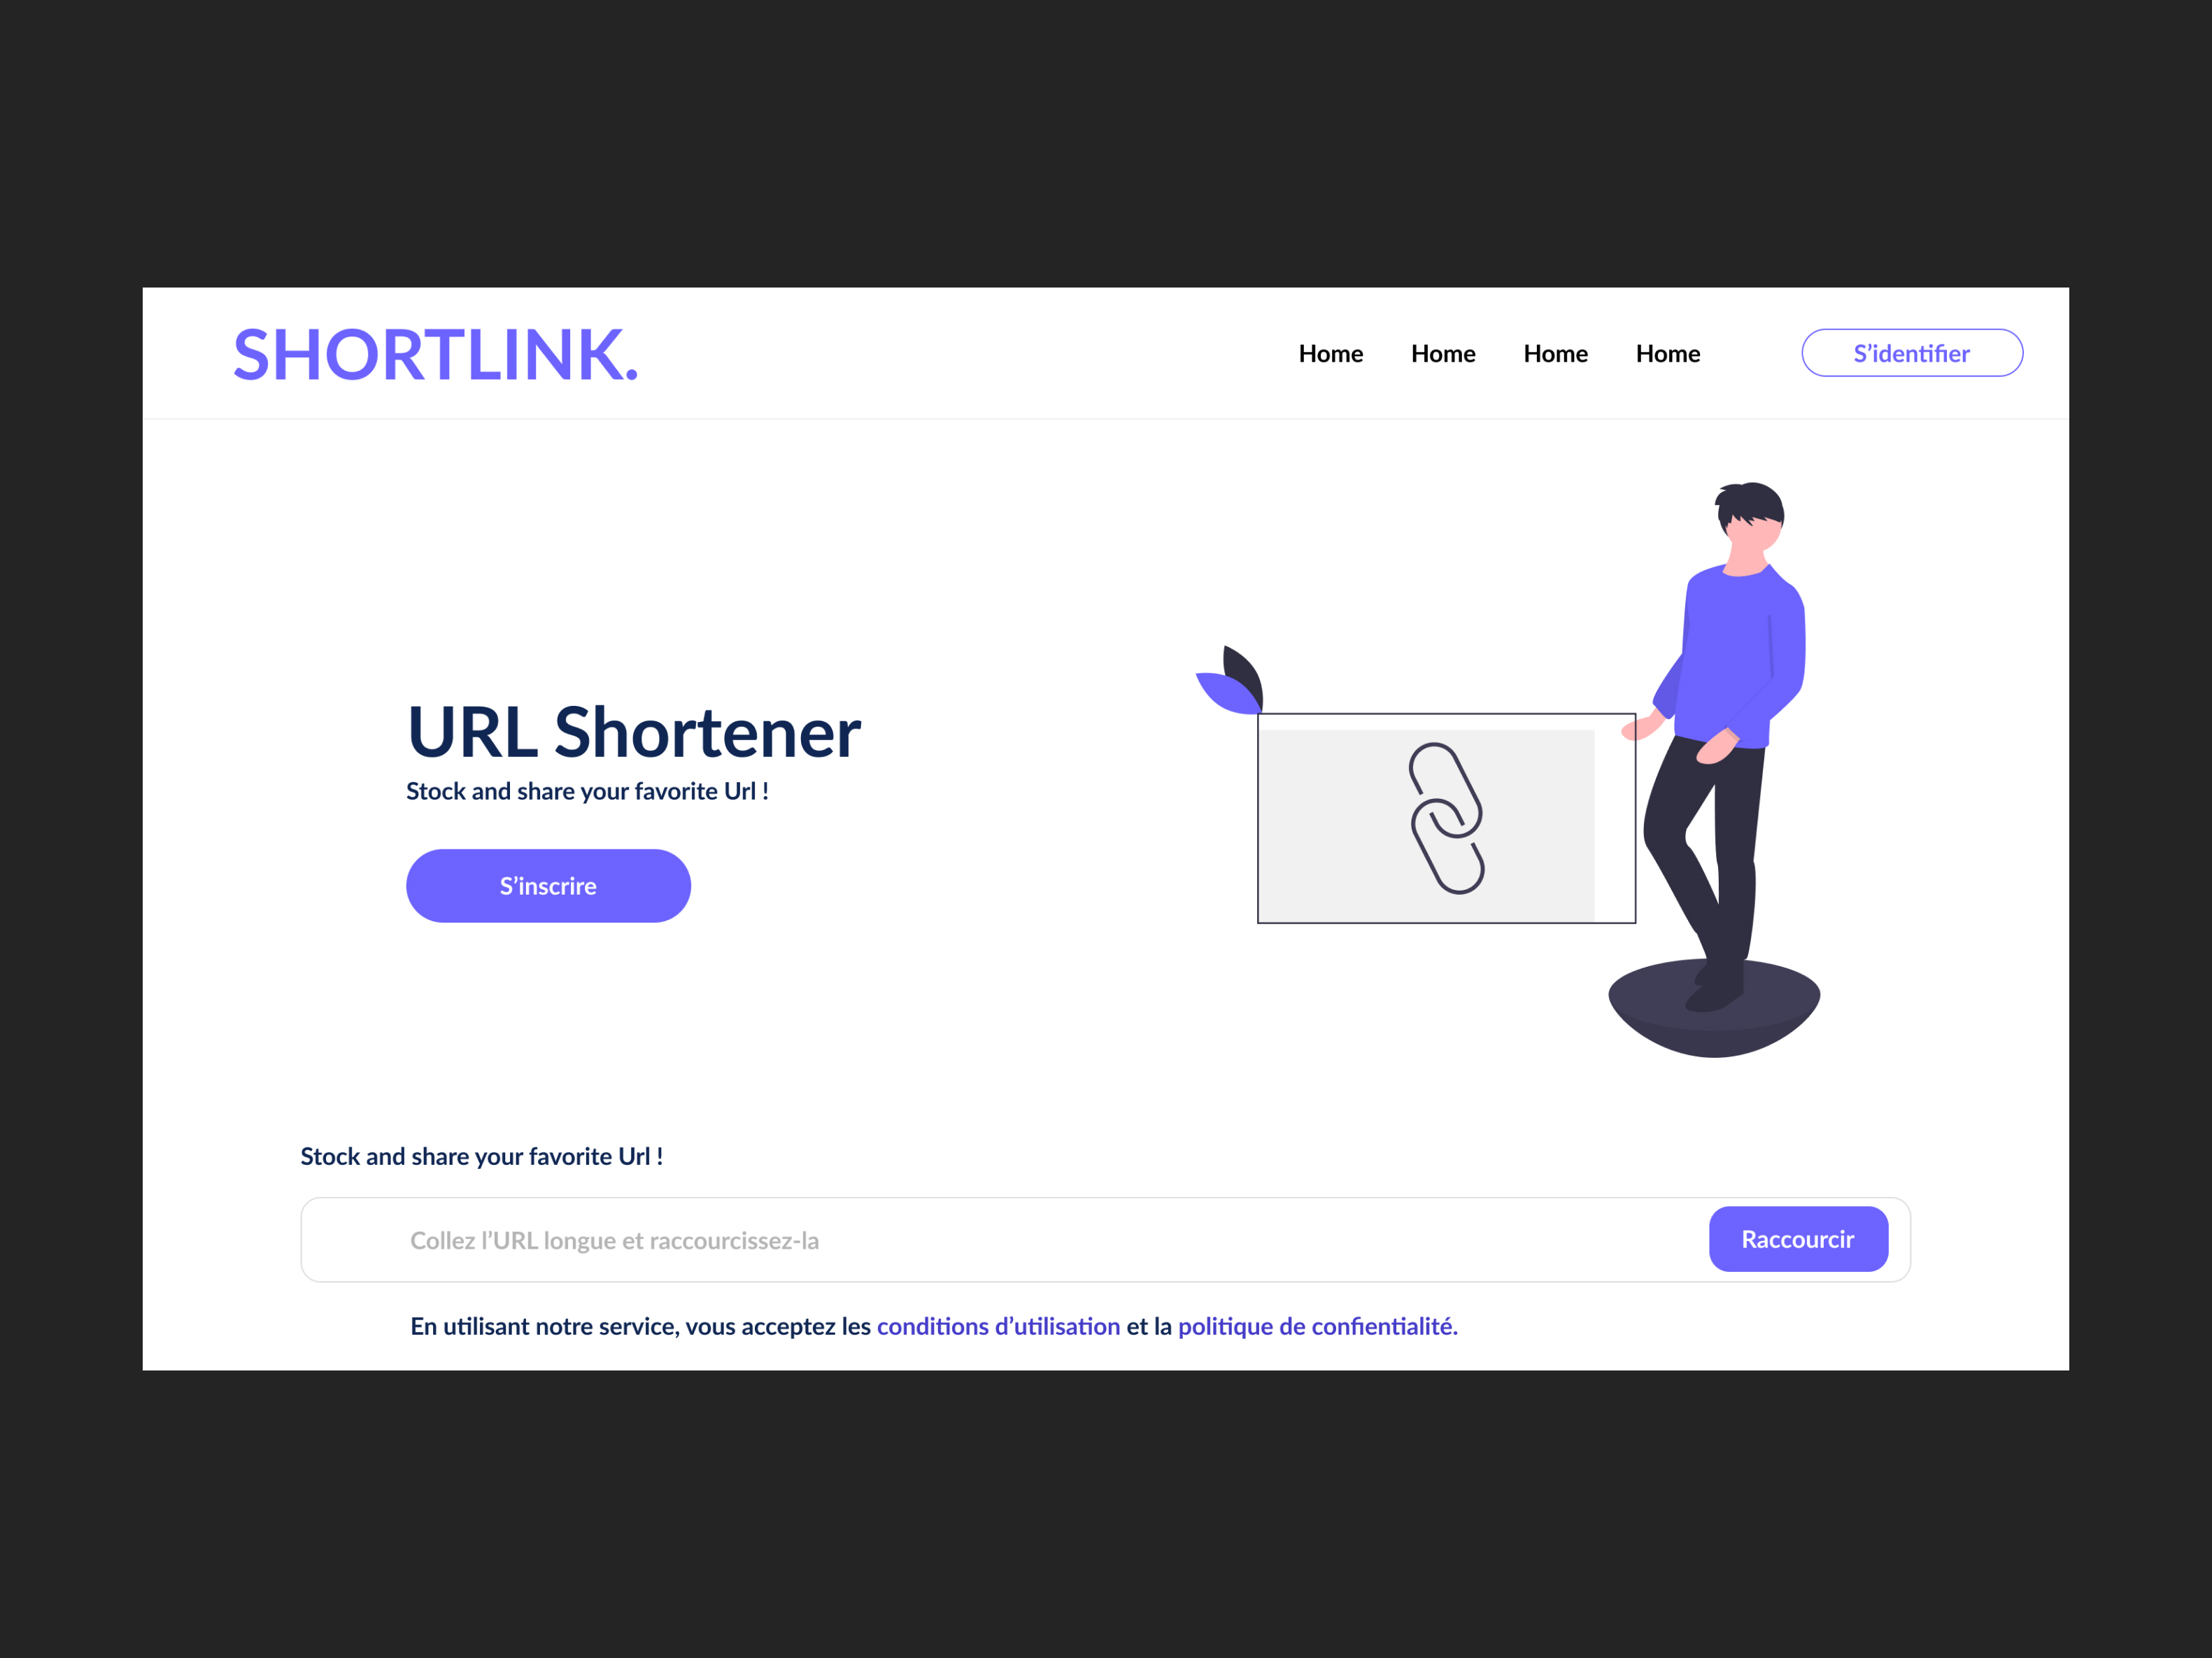 SHORTLINK.
Home Home Home Home S'identifier
URL Shortener
Stock and share your favorite Url !
S'inscrire
Stock and share your favorite Url !
Collez l'URL longue et raccourcissez-la
Raccourcir
En utilisant notre service, vous acceptez les conditions d'utilisation et la politique de confientialité.